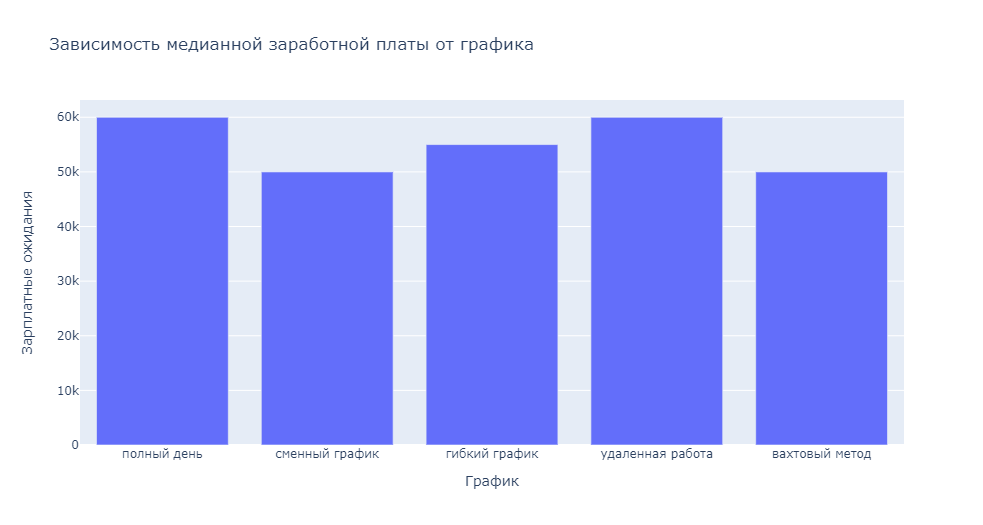 Зависимость медианной заработной платы от графика
Зарплатные ожидания
60k
50k
40k
30k
20k
10k
0
полный день
сменный график
гибкий график
удаленная работа
вахтовый метод
График